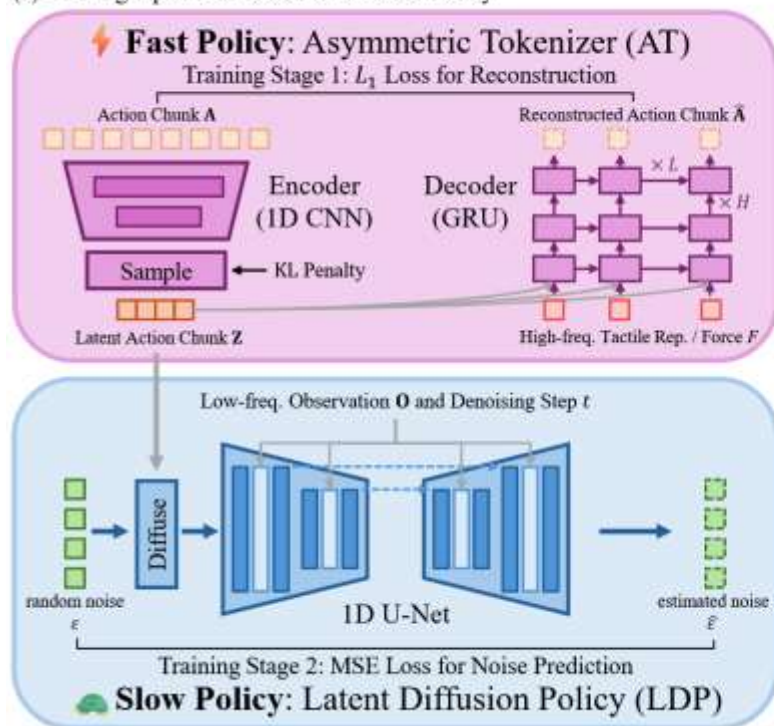 Fast Policy: Asymmetric Tokenizer (AT)
Training Stage 1: L₁ Loss for Reconstruction
Action Chunk A
Reconstructed Action Chunk Â
Encoder
(1D CNN)
Decoder
(GRU)
× L
× H
Sample
KL Penalty
Latent Action Chunk Z
High-freq. Tactile Rep. / Force F
Low-freq. Observation O and Denoising Step t
Diffuse
random noise
ε
1D U-Net
estimated noise
ε̂
Training Stage 2: MSE Loss for Noise Prediction
Slow Policy: Latent Diffusion Policy (LDP)